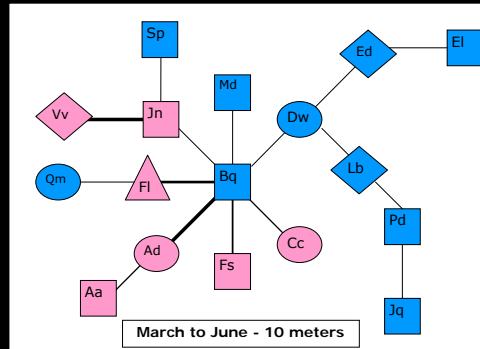 Sp
Ed
El
Md
Vv
Jn
Dw
Lb
Qm
Fl
Bq
Pd
Ad
Cc
Fs
Aa
Jq
March to June - 10 meters